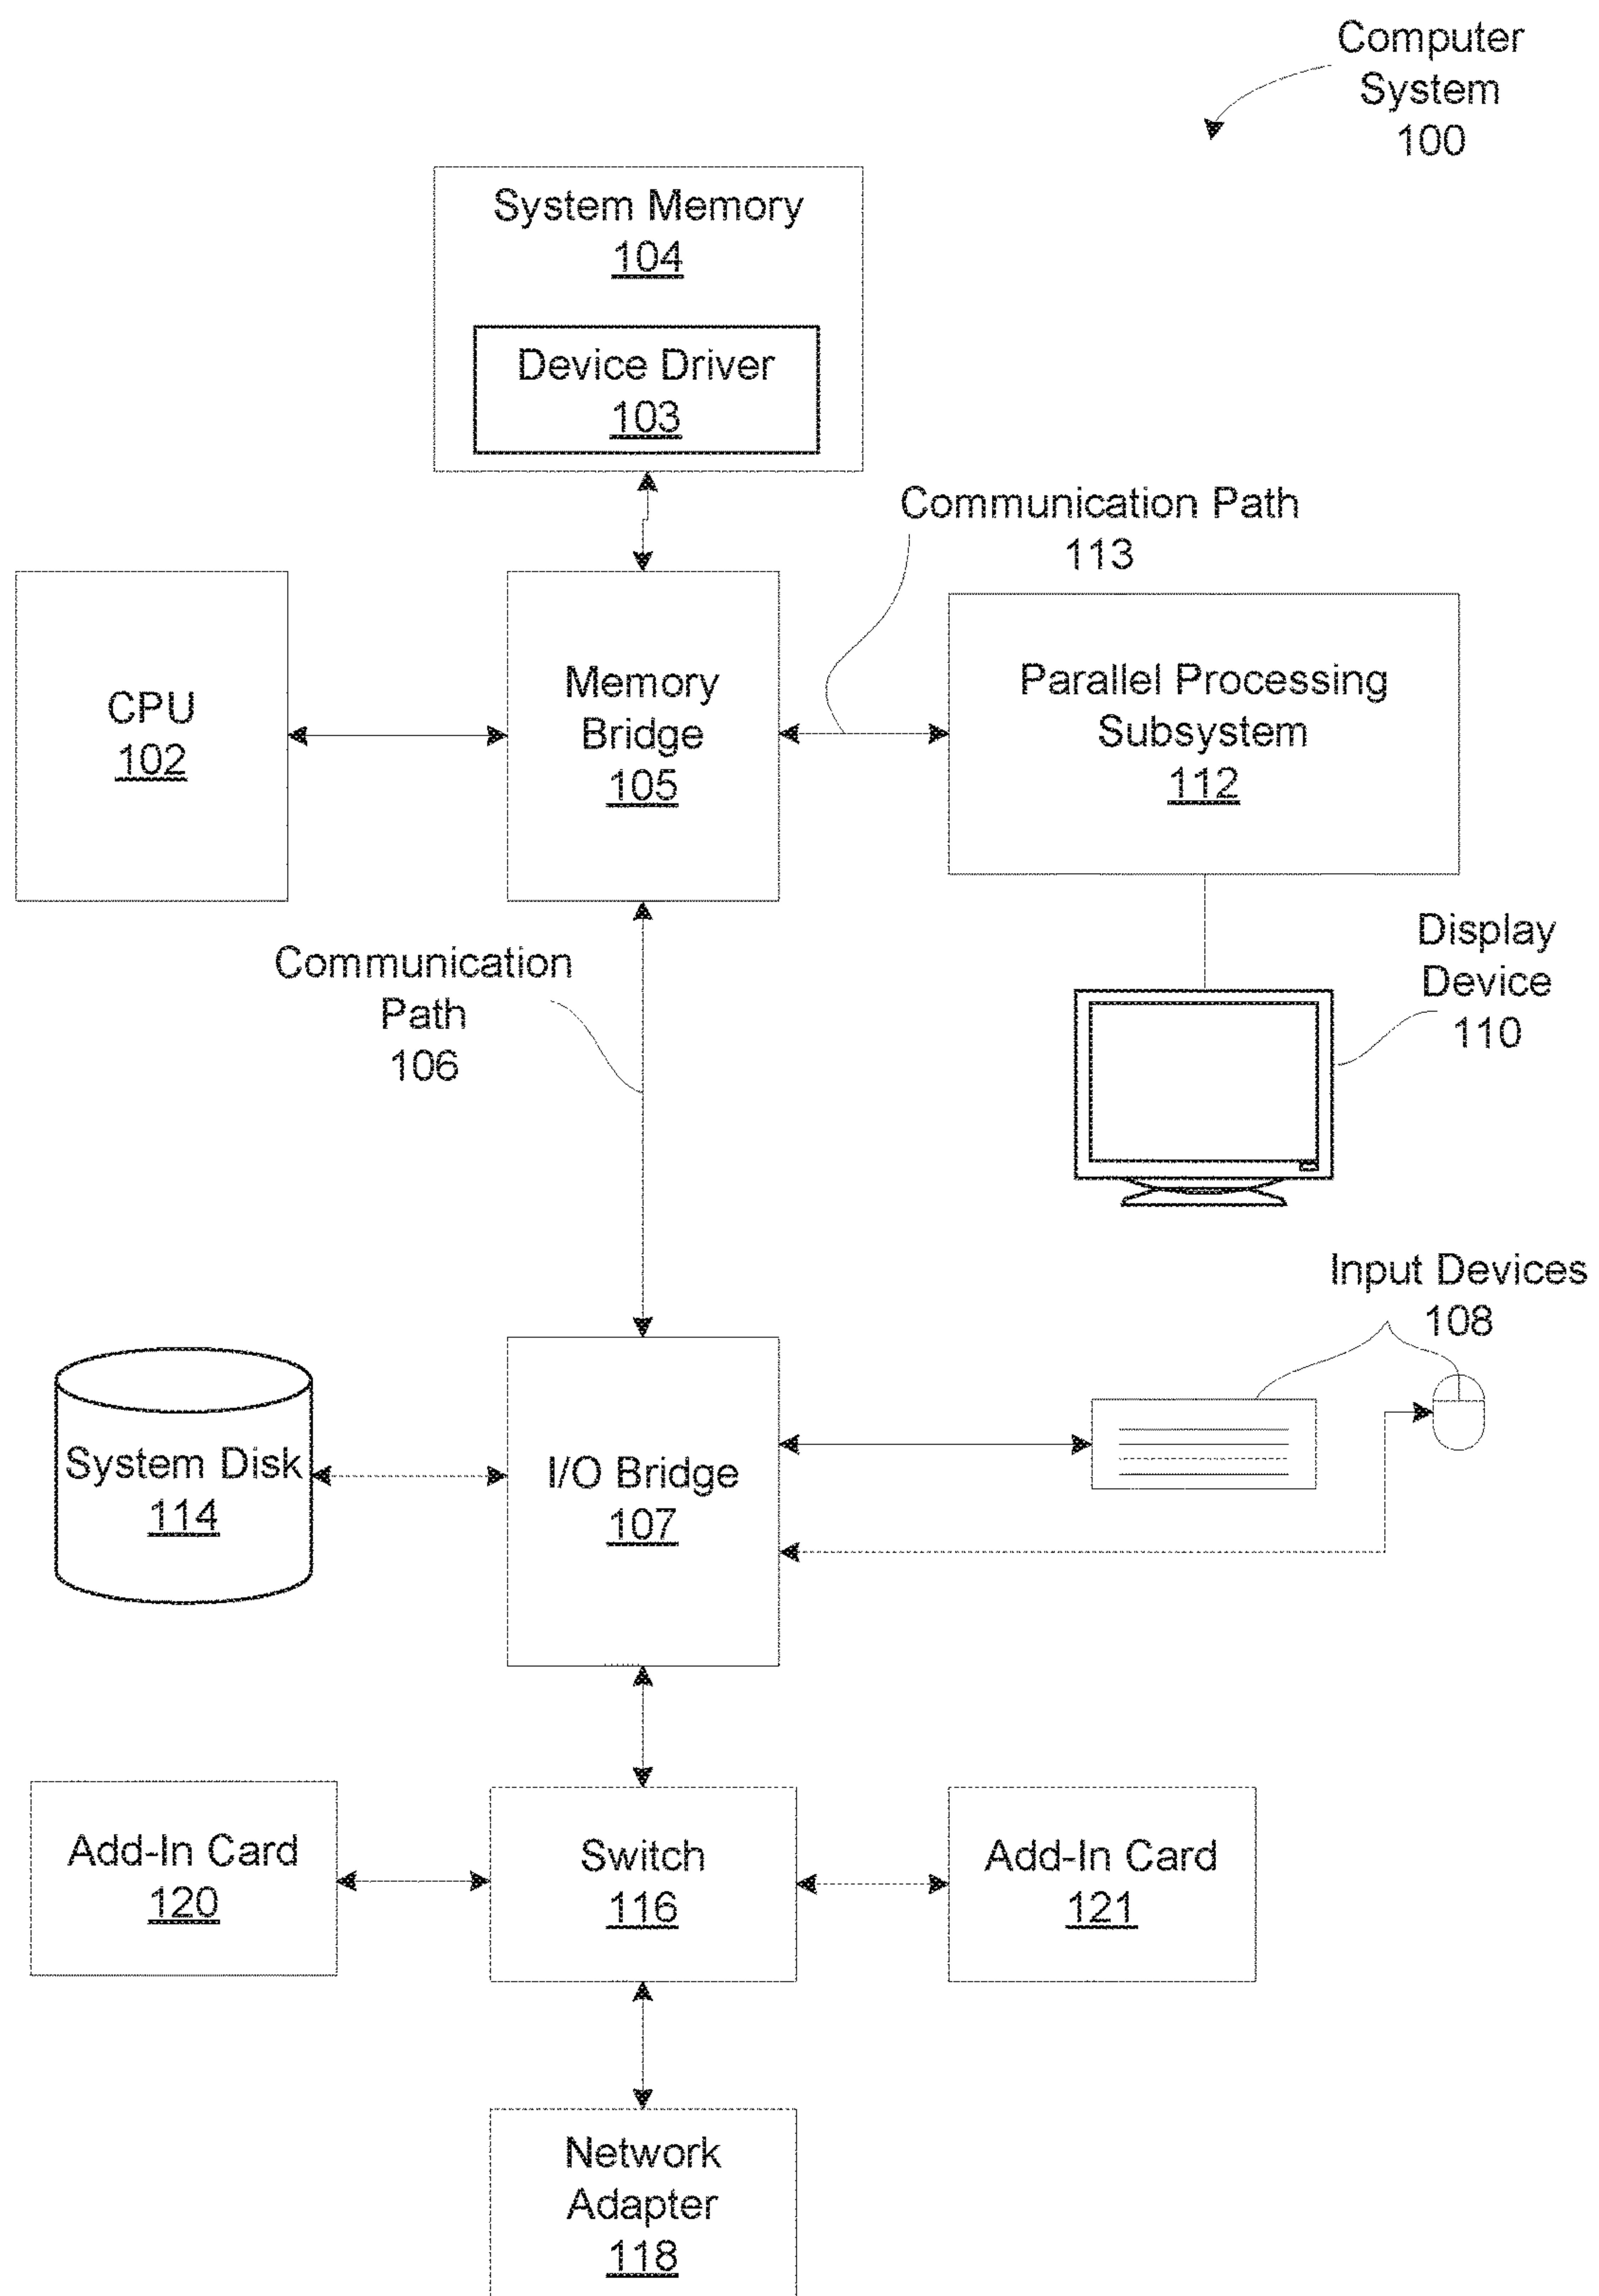 Computer
System
100
System Memory
104
Device Driver
103
Communication Path
113
CPU
102
Memory
Bridge
105
Parallel Processing
Subsystem
112
Communication
Path
106
Display
Device
110
Input Devices
108
System Disk
114
I/O Bridge
107
Add-In Card
120
Switch
116
Add-In Card
121
Network
Adapter
118